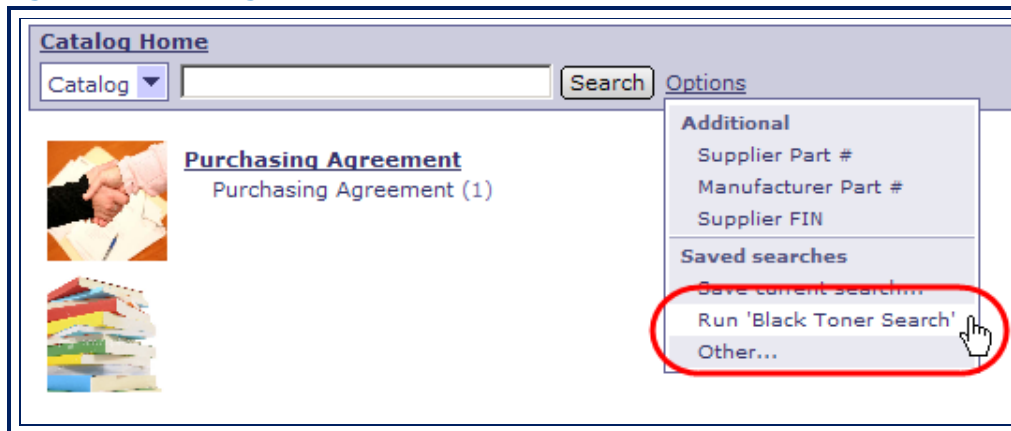 Catalog Home
Catalog
Search
Options
Additional
Supplier Part #
Manufacturer Part #
Supplier FIN
Saved searches
Save current search...
Run 'Black Toner Search'
Other...
Purchasing Agreement
Purchasing Agreement (1)